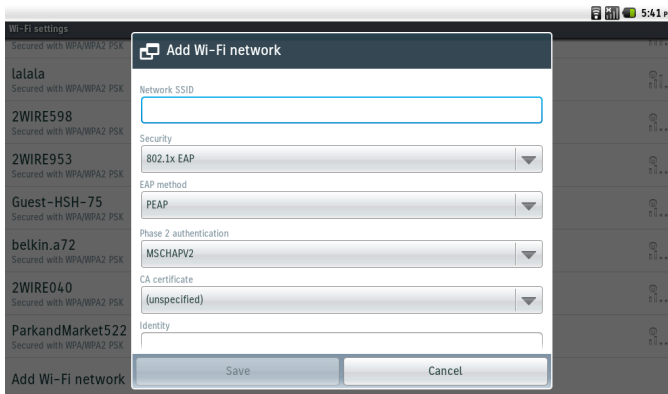 5:41 P
Wi-Fi settings
Secured with WPA/WPA2 PSK
lalala
Secured with WPA/WPA2 PSK
2WIRE598
Secured with WPA/WPA2 PSK
2WIRE953
Secured with WPA/WPA2 PSK
Guest-HSH-75
Secured with WPA/WPA2 PSK
belkin.a72
Secured with WPA/WPA2 PSK
2WIRE040
Secured with WPA/WPA2 PSK
ParkandMarket522
Secured with WPA/WPA2 PSK
Add Wi-Fi network
Add Wi-Fi network
Network SSID
Security
802.1x EAP
EAP method
PEAP
Phase 2 authentication
MSCHAPV2
CA certificate
(unspecified)
Identity
Save
Cancel